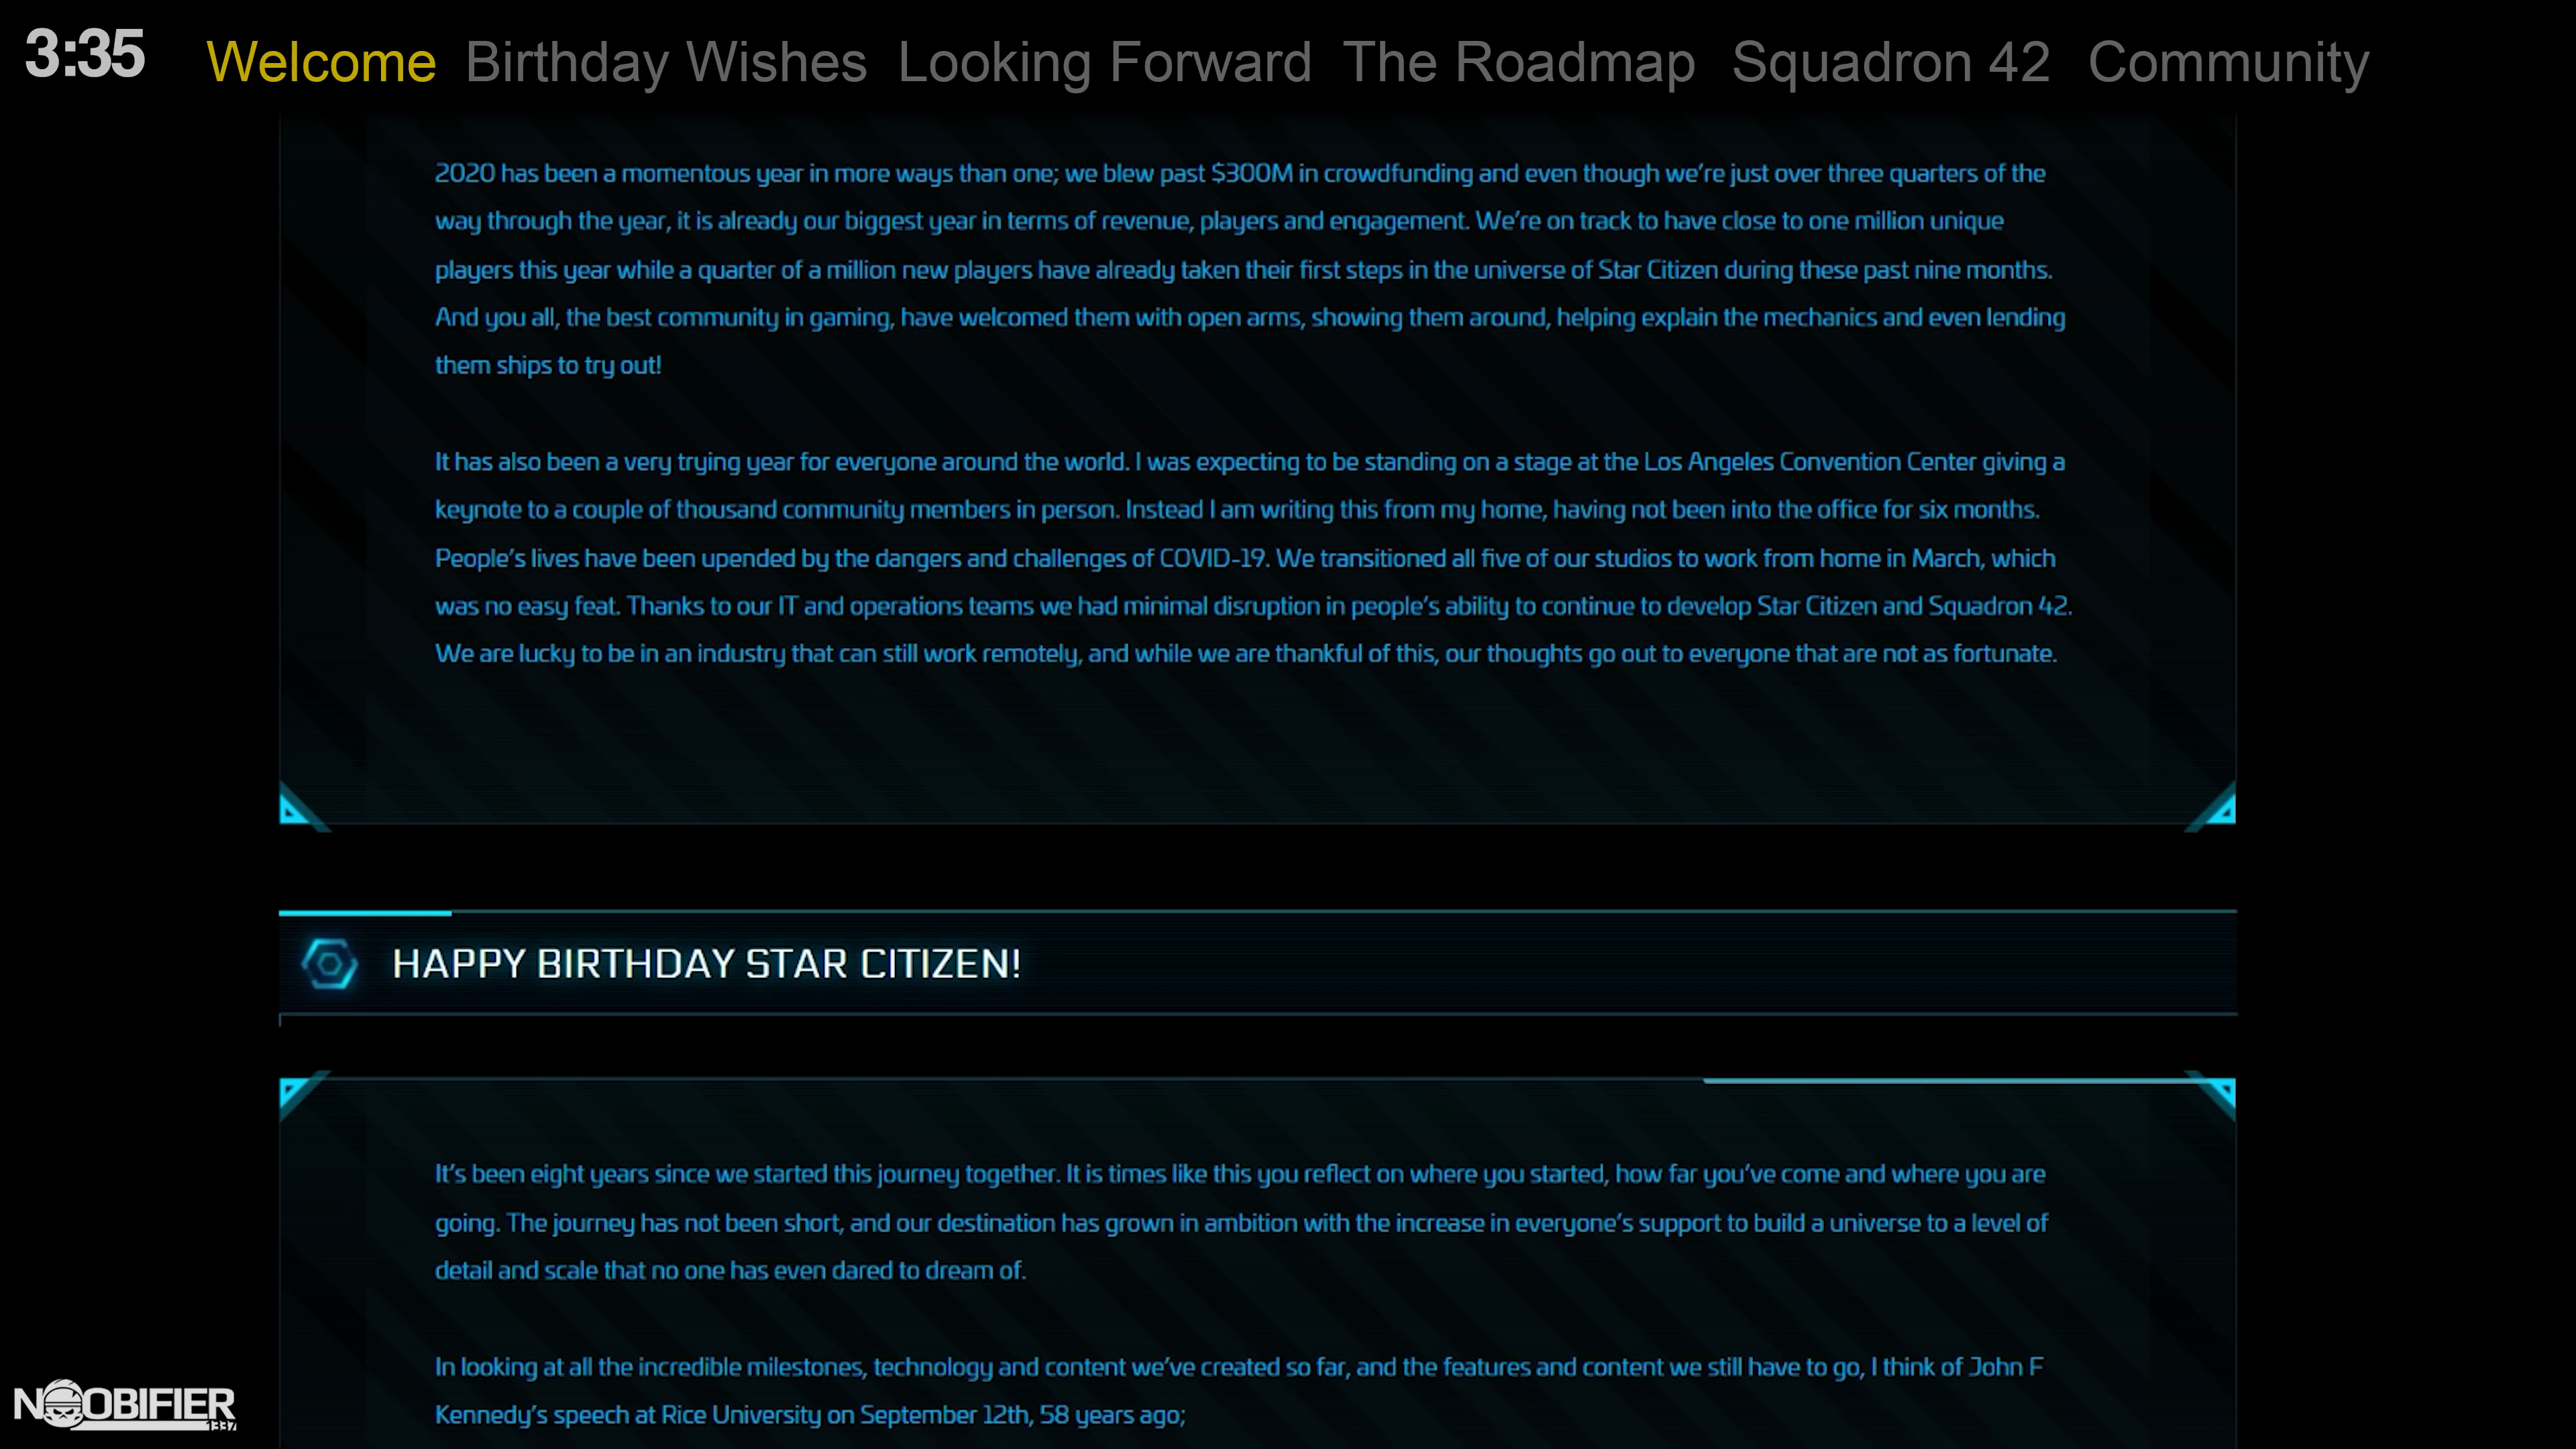 3:35 Welcome Birthday Wishes Looking Forward The Roadmap Squadron 42 Community
2020 has been a momentous year in more ways than one; we blew past $300M in crowdfunding and even though we're just over three quarters of the
way through the year, it is already our biggest year in terms of revenue, players and engagement. We're on track to have close to one million unique
players this year while a quarter of a million new players have already taken their first steps in the universe of Star Citizen during these past nine months.
And you all, the best community in gaming, have welcomed them with open arms, showing them around, helping explain the mechanics and even lending
them ships to try out!
It has also been a very trying year for everyone around the world. I was expecting to be standing on a stage at the Los Angeles Convention Center giving a
keynote to a couple of thousand community members in person. Instead I am writing this from my home, having not been into the office for six months.
People's lives have been upended by the dangers and challenges of COVID-19. We transitioned all five of our studios to work from home in March, which
was no easy feat. Thanks to our IT and operations teams we had minimal disruption in people's ability to continue to develop Star Citizen and Squadron 42.
We are lucky to be in an industry that can still work remotely, and while we are thankful of this, our thoughts go out to everyone that are not as fortunate.
HAPPY BIRTHDAY STAR CITIZEN!
It's been eight years since we started this journey together. It is times like this you reflect on where you started, how far you've come and where you are
going. The journey has not been short, and our destination has grown in ambition with the increase in everyone's support to build a universe to a level of
detail and scale that no one has even dared to dream of.
In looking at all the incredible milestones, technology and content we've created so far, and the features and content we still have to go, I think of John F
Kennedy's speech at Rice University on September 12th, 58 years ago;
NOOBIFIER
1337